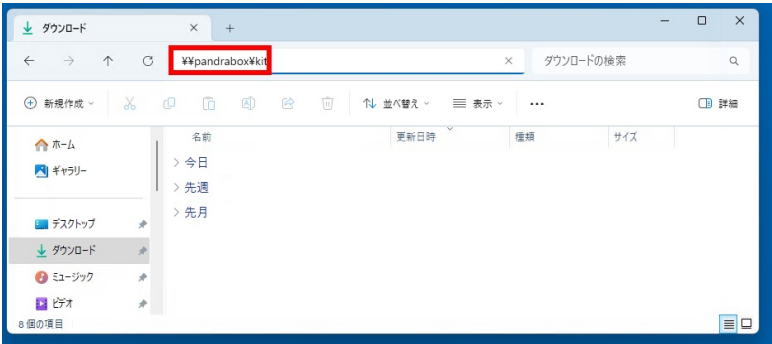 ダウンロード
¥¥pandrabox¥kit
ダウンロードの検索
新規作成
並べ替え
表示
詳細
名前
更新日時
種類
サイズ
ホーム
ギャラリー
今日
先週
先月
デスクトップ
ダウンロード
ミュージック
ビデオ
8 個の項目